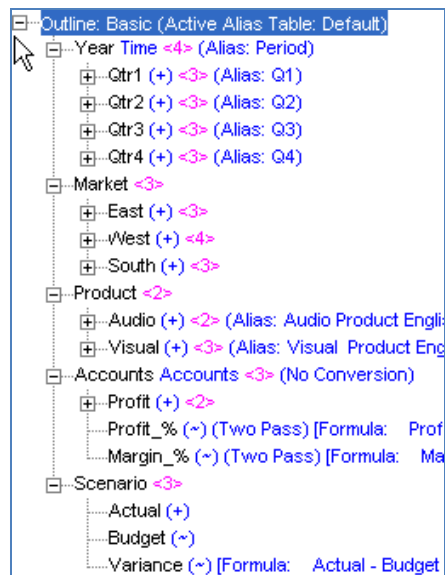 Outline: Basic (Active Alias Table: Default)
Year Time <4> (Alias: Period)
Qtr1 (+) <3> (Alias: Q1)
Qtr2 (+) <3> (Alias: Q2)
Qtr3 (+) <3> (Alias: Q3)
Qtr4 (+) <3> (Alias: Q4)
Market <3>
East (+) <3>
West (+) <4>
South (+) <3>
Product <2>
Audio (+) <2> (Alias: Audio Product Engli
Visual (+) <3> (Alias: Visual Product Eng
Accounts Accounts <3> (No Conversion)
Profit (+) <2>
Profit_% (~) (Two Pass) [Formula: Prof
Margin_% (~) (Two Pass) [Formula: Ma
Scenario <3>
Actual (+)
Budget (~)
Variance (~) [Formula: Actual - Budget